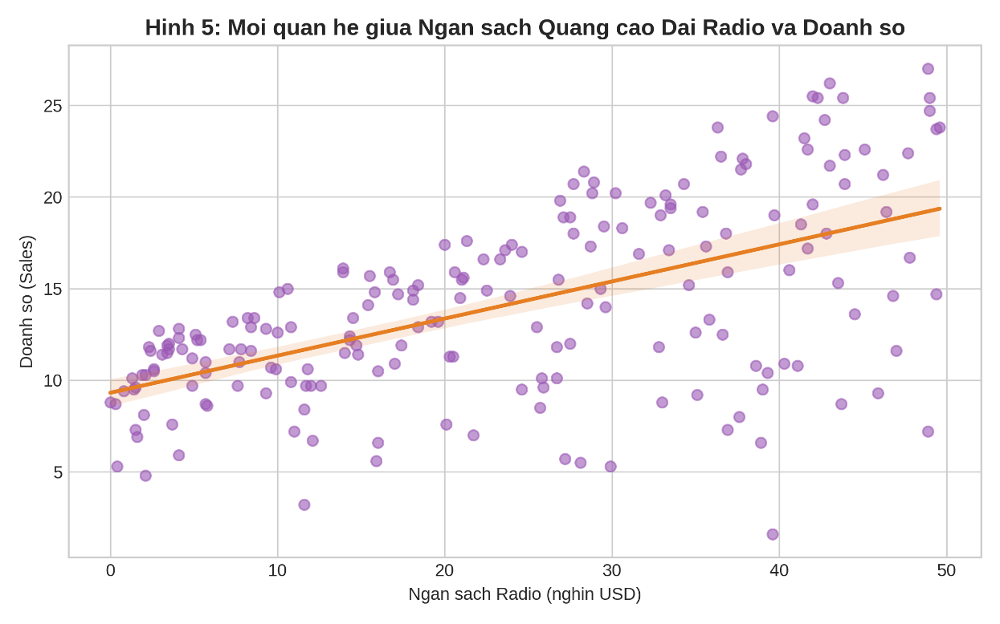 Hinh 5: Moi quan he giua Ngan sach Quang cao Dai Radio va Doanh so
25
20
15
10
5
Doanh so (Sales)
0 10 20 30 40 50
Ngan sach Radio (nghin USD)